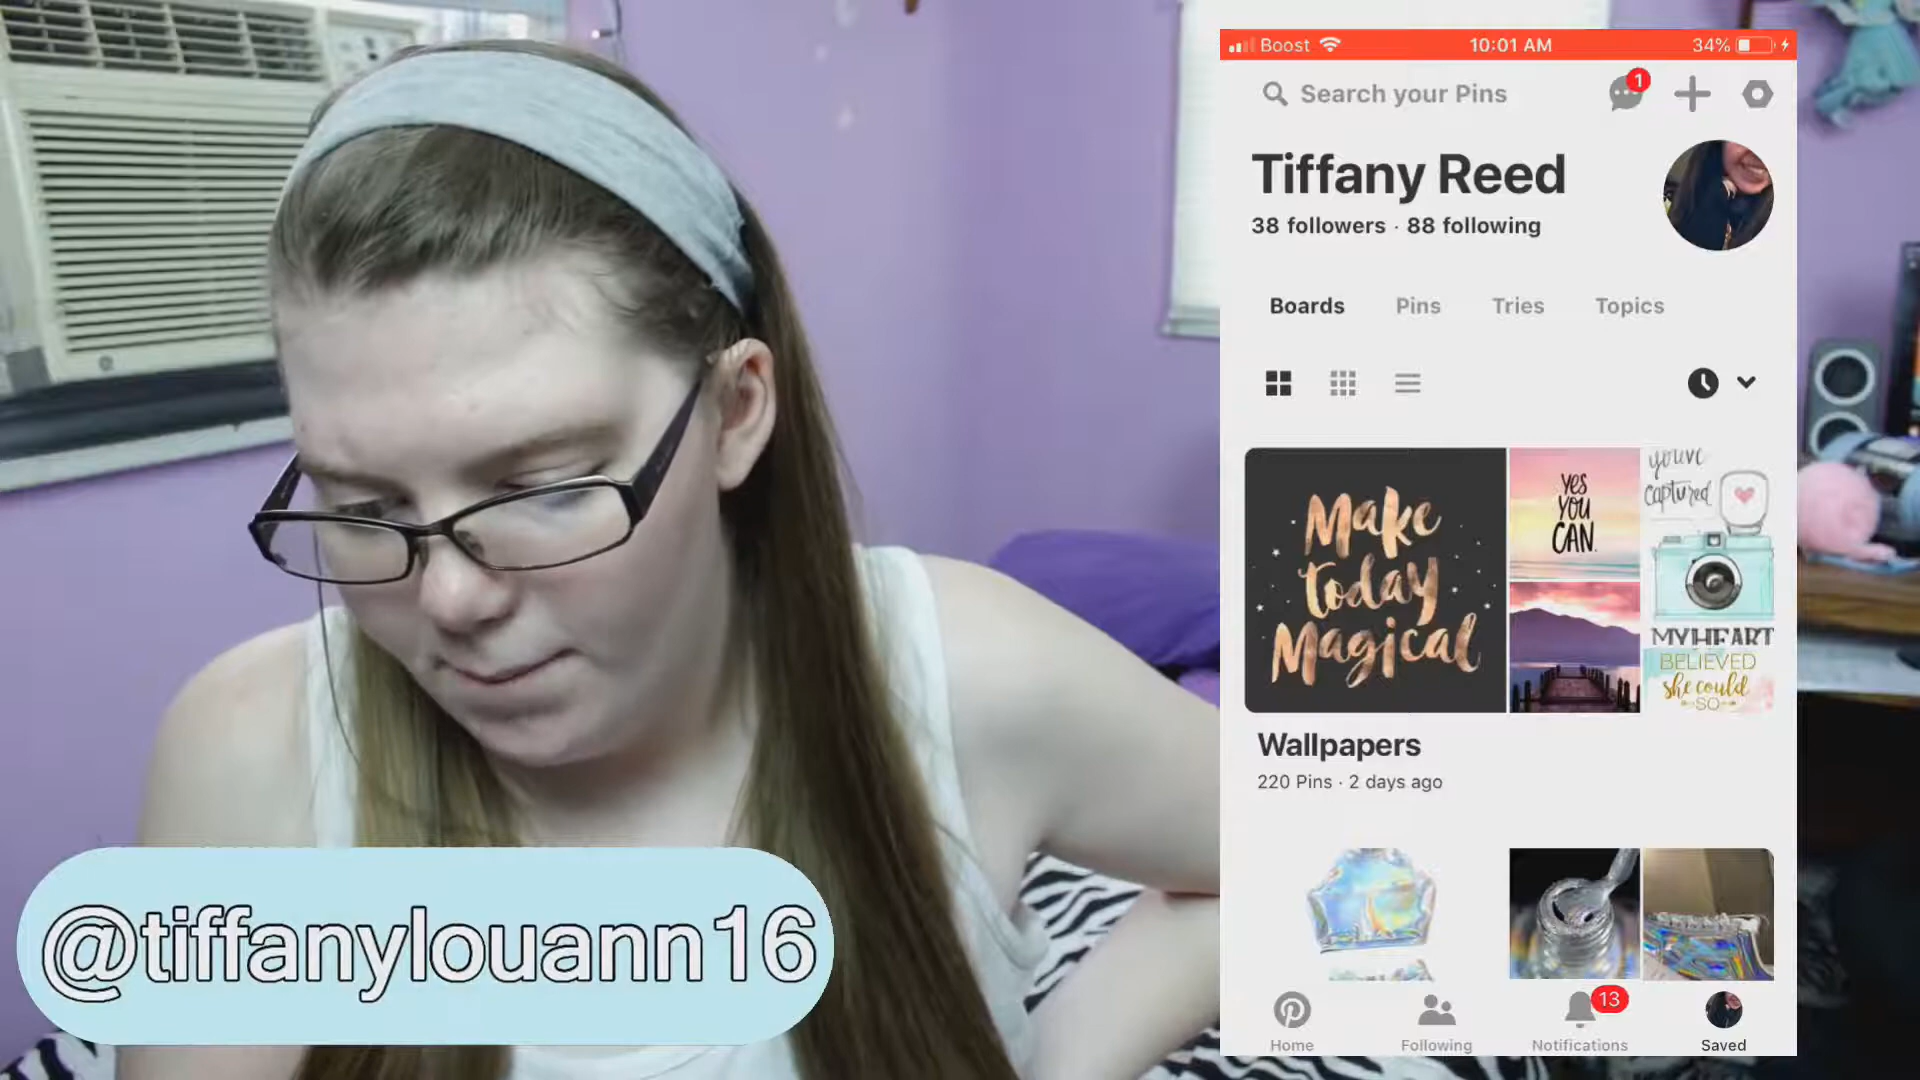 Boost
10:01 AM
34%
Search your Pins
1
Tiffany Reed
38 followers · 88 following
Boards
Pins
Tries
Topics
Make
today
Magical
YES
YOU
CAN.
you've
captured
MY HEART
BELIEVED
she could
SO
Wallpapers
220 Pins · 2 days ago
13
Home
Following
Notifications
Saved
@tiffanylouann16